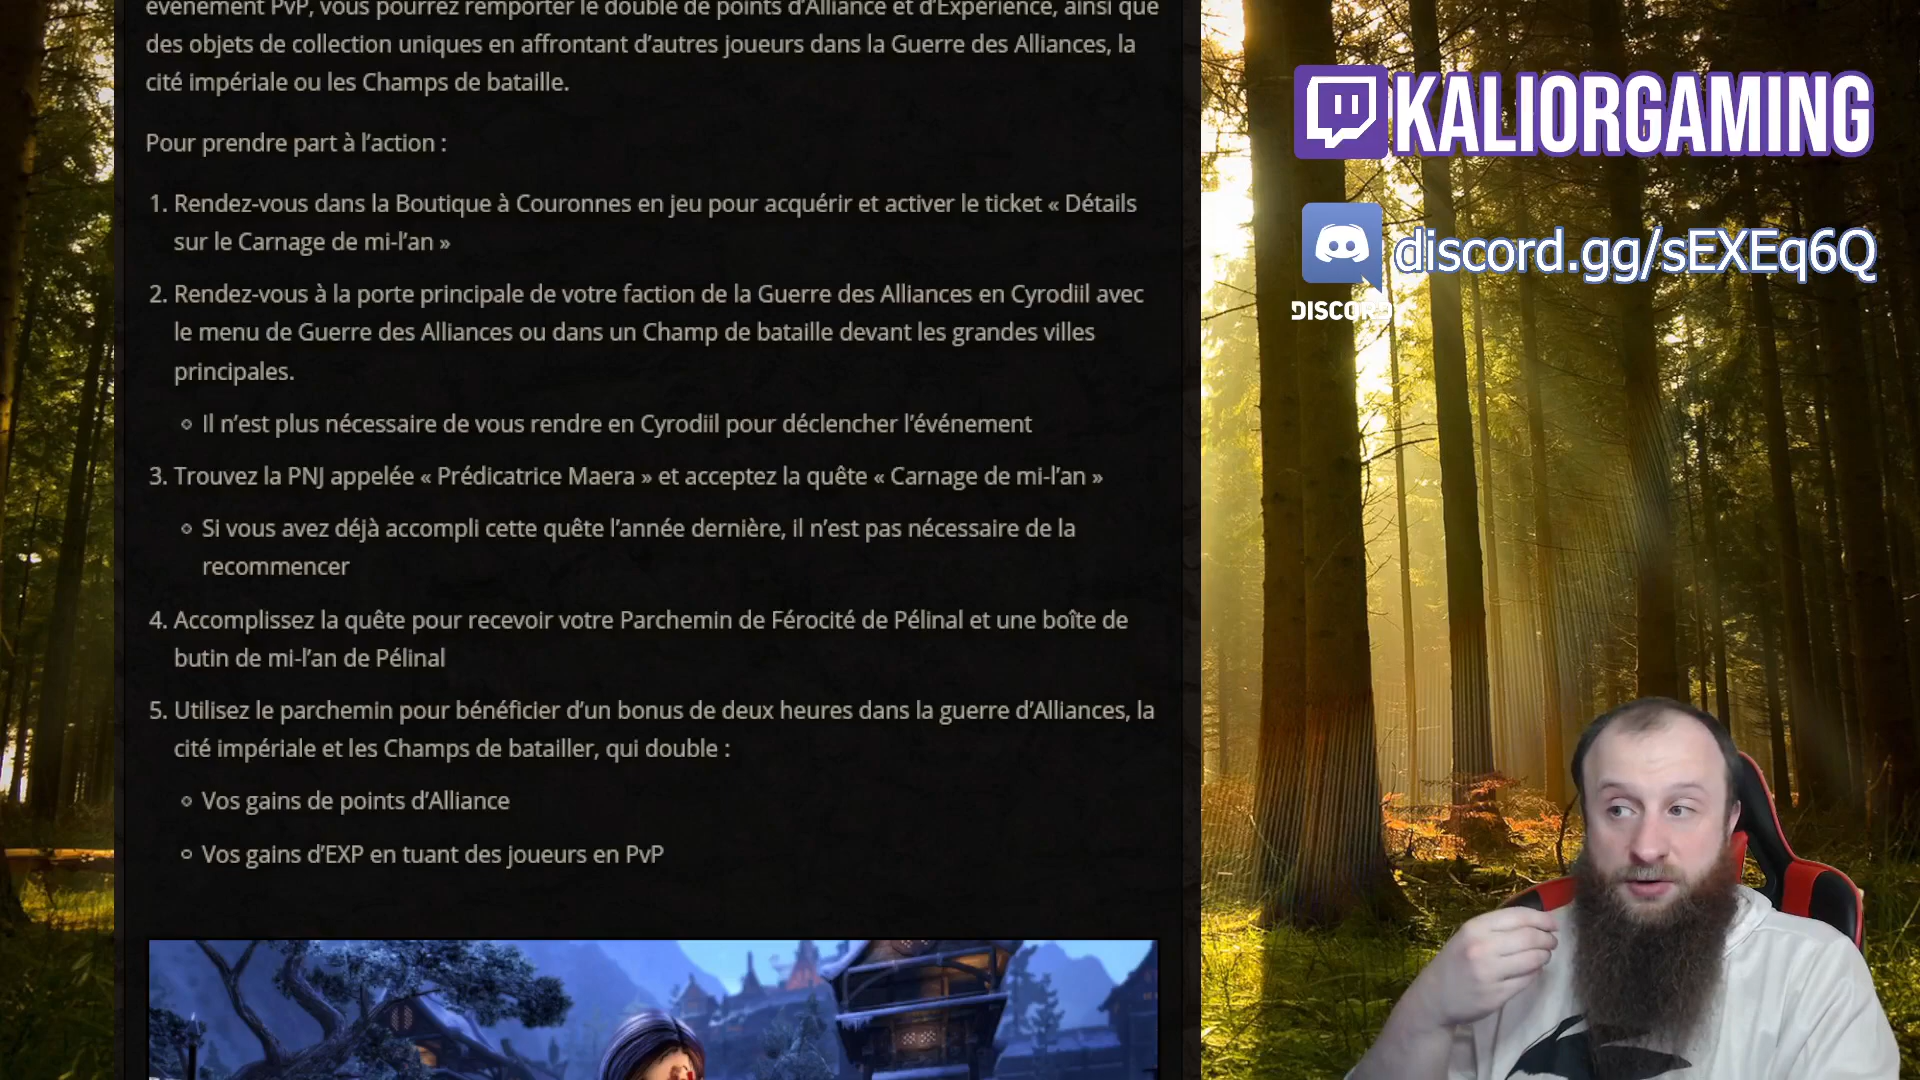 évènement PvP, vous pourrez remporter le double de points d'Alliance et d'Expérience, ainsi que
des objets de collection uniques en affrontant d'autres joueurs dans la Guerre des Alliances, la
cité impériale ou les Champs de bataille.
Pour prendre part à l'action :
1. Rendez-vous dans la Boutique à Couronnes en jeu pour acquérir et activer le ticket « Détails
sur le Carnage de mi-l'an »
2. Rendez-vous à la porte principale de votre faction de la Guerre des Alliances en Cyrodiil avec
le menu de Guerre des Alliances ou dans un Champ de bataille devant les grandes villes
principales.
Il n'est plus nécessaire de vous rendre en Cyrodiil pour déclencher l'événement
3. Trouvez la PNJ appelée « Prédicatrice Maera » et acceptez la quête « Carnage de mi-l'an »
Si vous avez déjà accompli cette quête l'année dernière, il n'est pas nécessaire de la
recommencer
4. Accomplissez la quête pour recevoir votre Parchemin de Férocité de Pélinal et une boîte de
butin de mi-l'an de Pélinal
5. Utilisez le parchemin pour bénéficier d'un bonus de deux heures dans la guerre d'Alliances, la
cité impériale et les Champs de batailler, qui double :
Vos gains de points d'Alliance
Vos gains d'EXP en tuant des joueurs en PvP
KALIORGAMING
discord.gg/sEXEq6Q
DISCORD